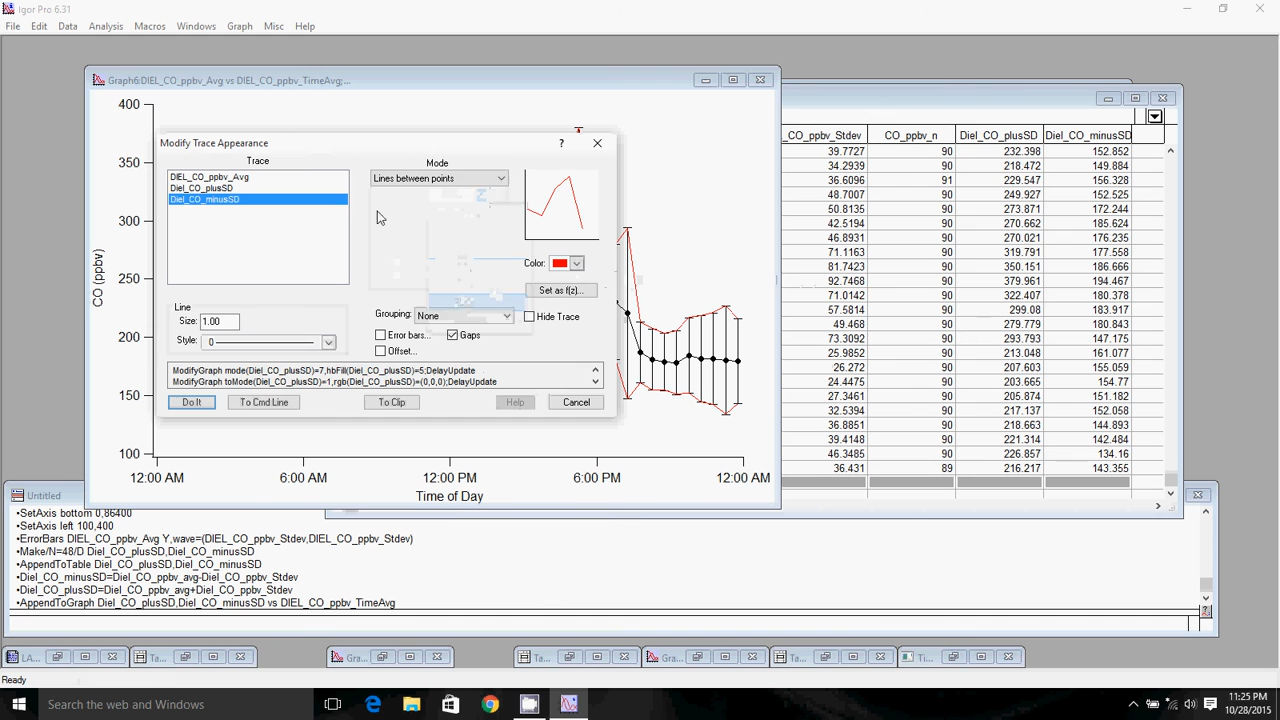 Igor Pro 6.31
File Edit Data Analysis Macros Windows Graph Misc Help
Graph6:DIEL_CO_ppbv_Avg vs DIEL_CO_ppbv_TimeAvg;...
400
350
300
250
200
150
100
CO (ppbv)
12:00 AM 6:00 AM 12:00 PM 6:00 PM 12:00 AM
Time of Day
Modify Trace Appearance ?
Trace
DIEL_CO_ppbv_Avg
Diel_CO_plusSD
Diel_CO_minusSD
Mode
Lines between points
Color:
Set as f(z)...
Line
Size: 1.00
Style: 0
Grouping: None
Hide Trace
Error bars... Gaps
Offset...
ModifyGraph mode(Diel_CO_plusSD)=7,hbFill(Diel_CO_plusSD)=5;DelayUpdate
ModifyGraph toMode(Diel_CO_plusSD)=1,rgb(Diel_CO_plusSD)=(0,0,0);DelayUpdate
Do It To Cmd Line To Clip Help Cancel
_CO_ppbv_Stdev CO_ppbv_n Diel_CO_plusSD Diel_CO_minusSD
39.7727 90 232.398 152.852
34.2939 90 218.472 149.884
36.6096 91 229.547 156.328
48.7007 90 249.927 152.525
50.8135 90 273.871 172.244
42.5191 90 270.662 185.624
46.8931 90 270.021 176.235
71.1163 90 319.791 177.558
81.7423 90 350.151 186.666
92.7468 90 379.961 194.467
71.0142 90 322.407 180.378
57.5814 90 299.08 183.917
49.468 90 279.779 180.843
73.3092 90 307.593 160.975
25.9852 90 213.048 161.077
26.272 90 207.603 155.059
24.4475 90 203.665 154.77
27.3461 90 205.874 151.182
32.5394 90 217.137 152.058
36.8851 90 218.663 144.893
39.4148 90 221.314 142.484
46.3485 90 226.857 134.16
36.431 89 216.217 143.355
Untitled
•SetAxis bottom 0,86400
•SetAxis left 100,400
•ErrorBars DIEL_CO_ppbv_Avg Y,wave=(DIEL_CO_ppbv_Stdev,DIEL_CO_ppbv_Stdev)
•Make/N=48/D Diel_CO_plusSD,Diel_CO_minusSD
•AppendToTable Diel_CO_plusSD,Diel_CO_minusSD
•Diel_CO_minusSD=Diel_CO_ppbv_avg-Diel_CO_ppbv_Stdev
•Diel_CO_plusSD=Diel_CO_ppbv_avg+Diel_CO_ppbv_Stdev
•AppendToGraph Diel_CO_plusSD,Diel_CO_minusSD vs DIEL_CO_ppbv_TimeAvg
LA... Ta... Gra... Ta... Gra... Ta... Ti...
Ready
Search the web and Windows
11:25 PM
10/28/2015